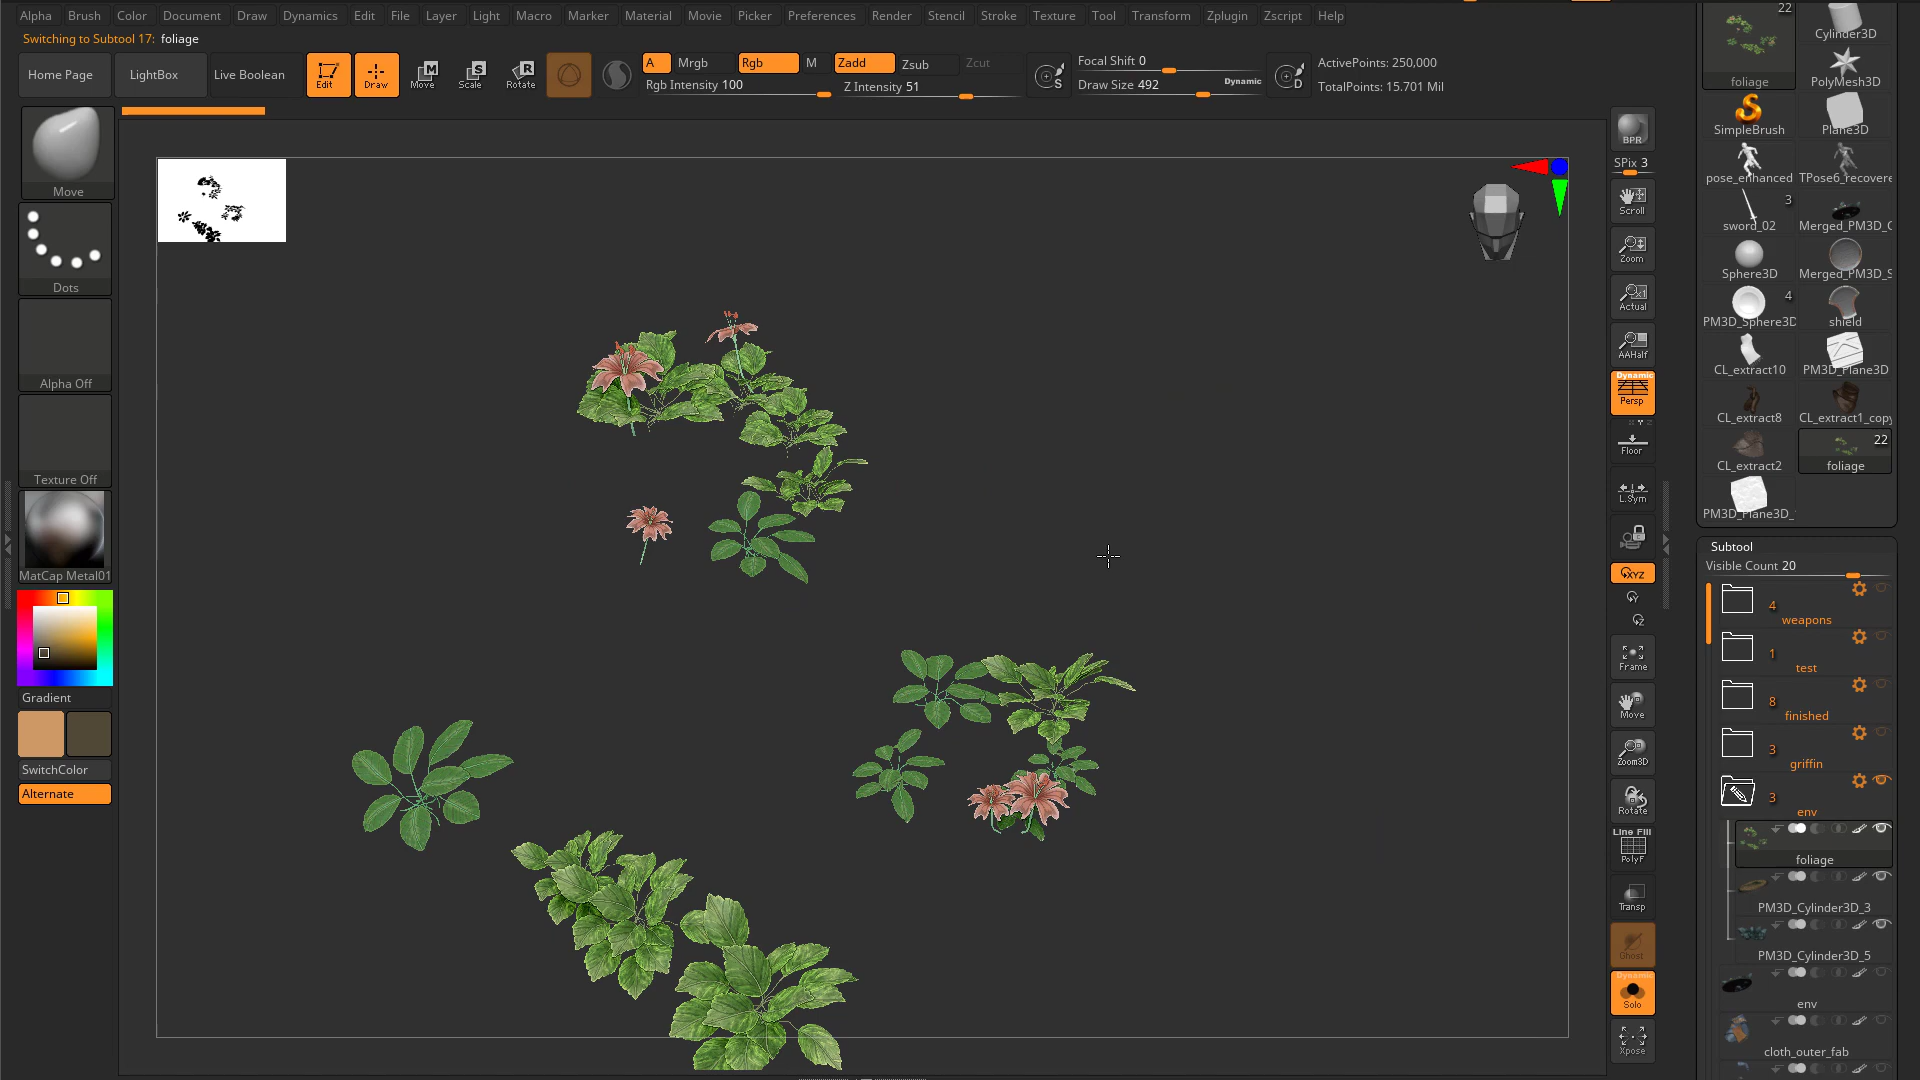 Alpha Brush Color Document Draw Dynamics Edit File Layer Light Macro Marker Material Movie Picker Preferences Render Stencil Stroke Texture Tool Transform Zplugin Zscript Help
Switching to Subtool 17: foliage
Home Page
LightBox
Live Boolean
Edit
Draw
Move
Scale
Rotate
A
Mrgb
Rgb
M
Zadd
Zsub
Zcut
Rgb Intensity 100
Z Intensity 51
S
Focal Shift 0
Draw Size 492
Dynamic
D
ActivePoints: 250,000
TotalPoints: 15.701 Mil
Move
Dots
Alpha Off
Texture Off
MatCap Metal01
Gradient
SwitchColor
Alternate
BPR
SPix 3
Scroll
Zoom
Actual
AAHalf
Dynamic
Persp
Floor
L.Sym
XYZ
Y
Z
Frame
Move
Zoom3D
Rotate
Line Fill
PolyF
Transp
Ghost
Dynamic
Solo
Xpose
22
foliage
Cylinder3D
PolyMesh3D
SimpleBrush
Plane3D
pose_enhanced
TPose6_recovere
3
sword_02
Merged_PM3D_C
Sphere3D
Merged_PM3D_S
4
PM3D_Sphere3D
shield
CL_extract10
PM3D_Plane3D
CL_extract8
CL_extract1_copy
CL_extract2
22
foliage
PM3D_Plane3D_
Subtool
Visible Count 20
4
weapons
1
test
8
finished
3
griffin
3
env
foliage
PM3D_Cylinder3D_3
PM3D_Cylinder3D_5
env
cloth_outer_fab